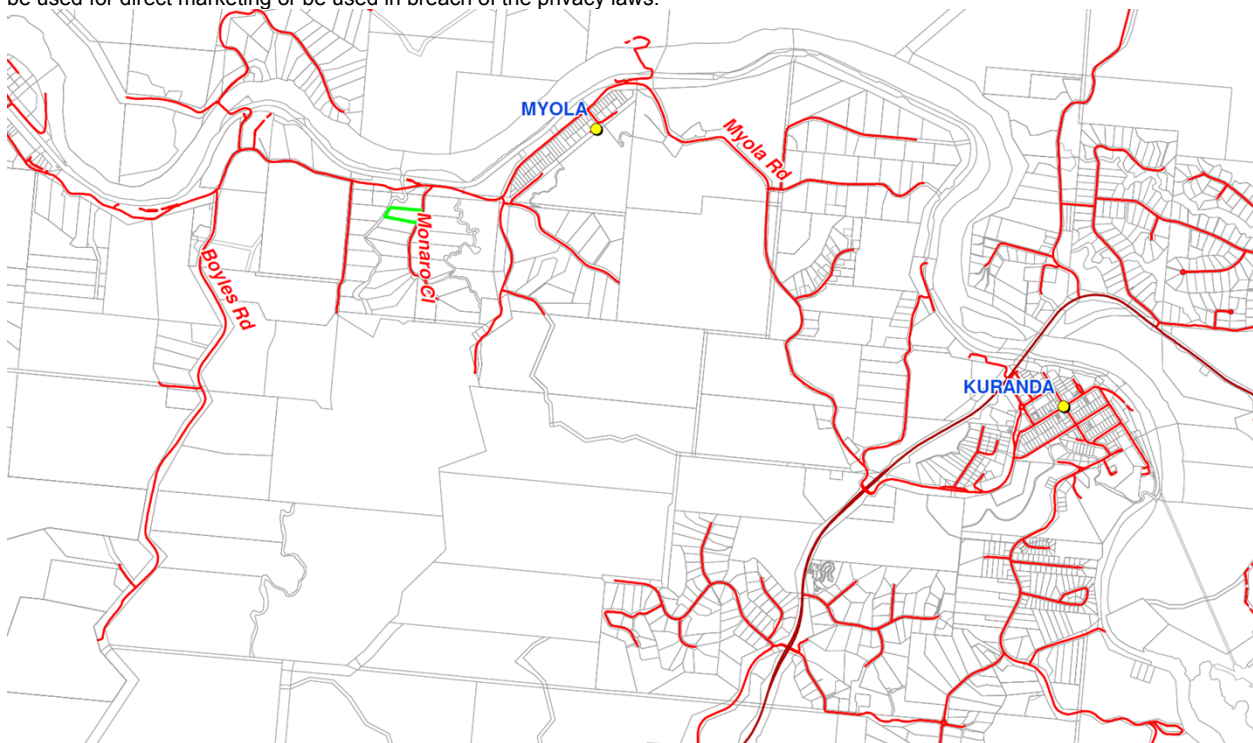 be used for direct marketing or be used in breach of the privacy laws.
MYOLA
Myola Rd
Monaro Cl
Boyles Rd
KURANDA